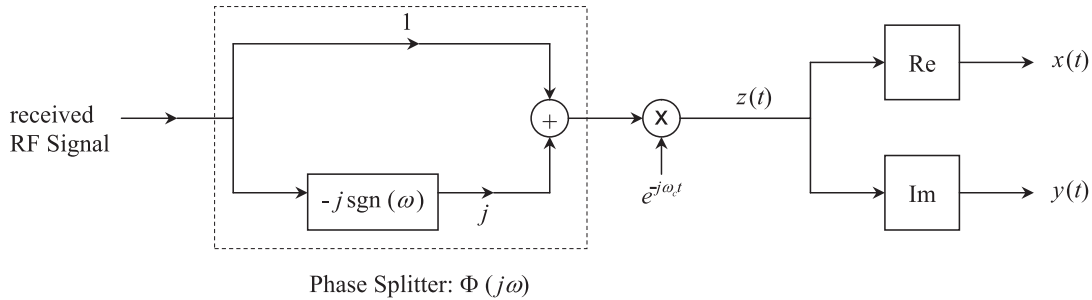 1
received
RF Signal
+
x
z(t)
Re
x(t)
-j sgn (ω)
j
e^{-jω_c t}
Im
y(t)
Phase Splitter: Φ (jω)